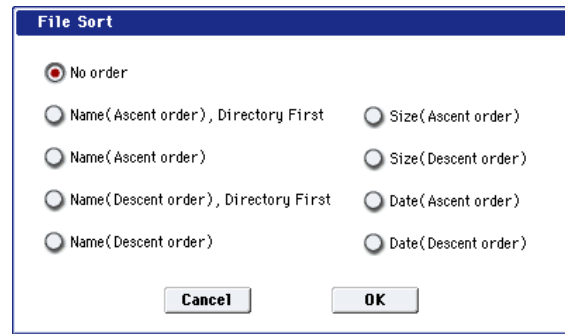 File Sort
No order
Name(Ascent order), Directory First
Size(Ascent order)
Name(Ascent order)
Size(Descent order)
Name(Descent order), Directory First
Date(Ascent order)
Name(Descent order)
Date(Descent order)
Cancel
OK